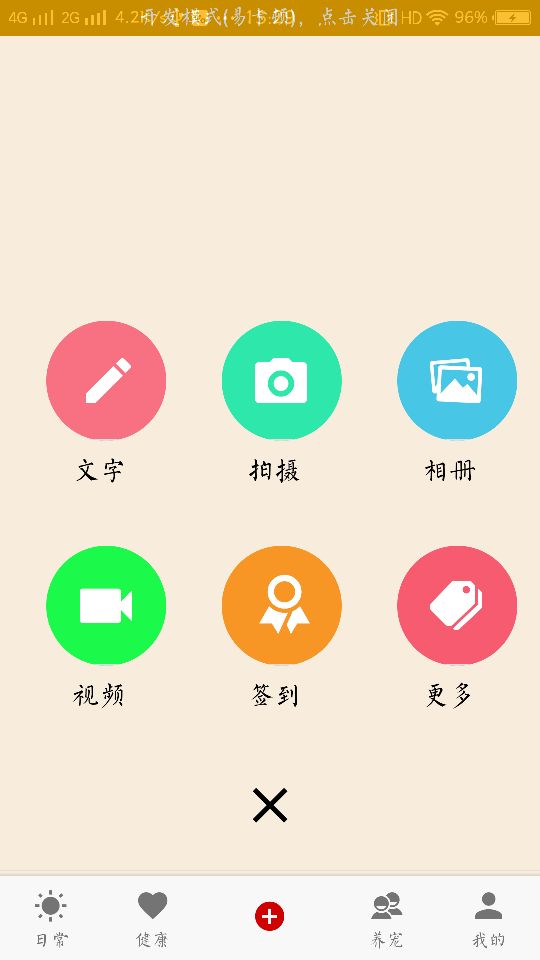 4G 2G 4.2K/s 开发模式(易卡顿), 点击关闭 HD 96%
文字 拍摄 相册
视频 签到 更多
日常 健康 养宠 我的